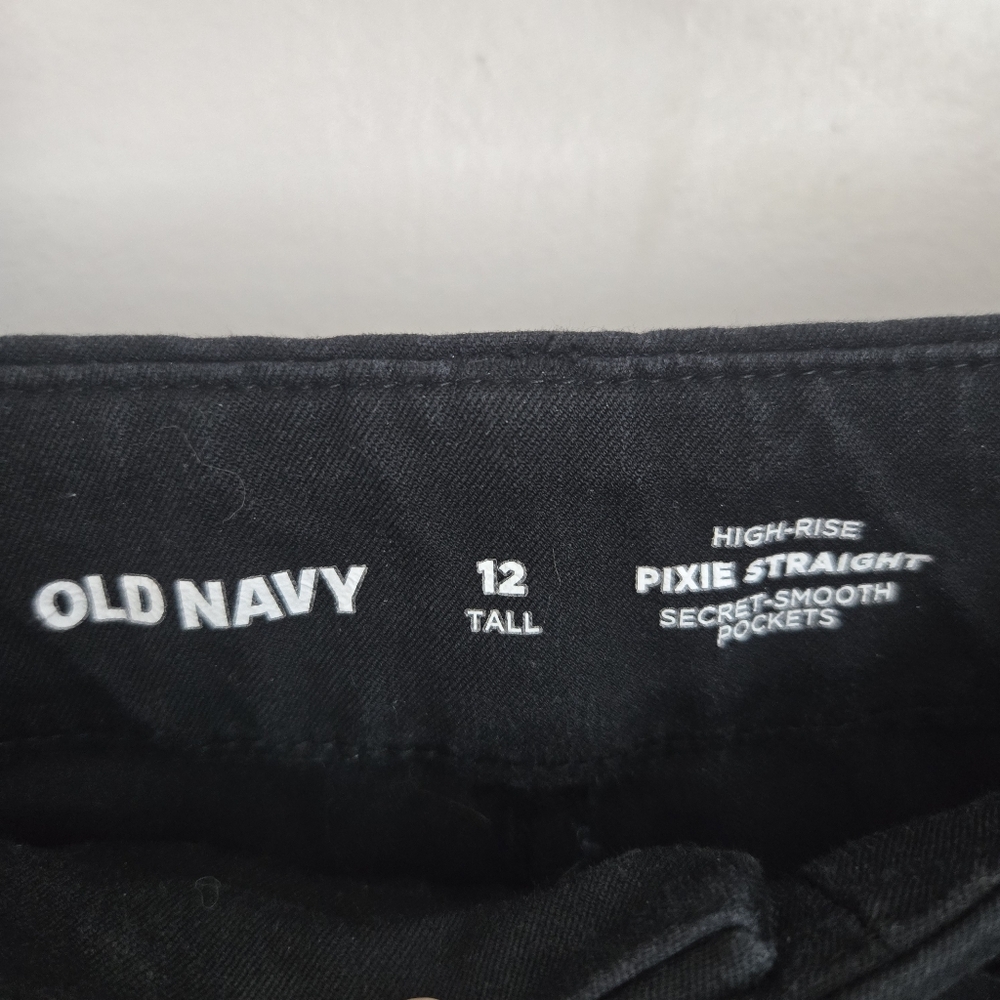 OLD NAVY
12
TALL
HIGH-RISE
PIXIE STRAIGHT
SECRET-SMOOTH
POCKETS